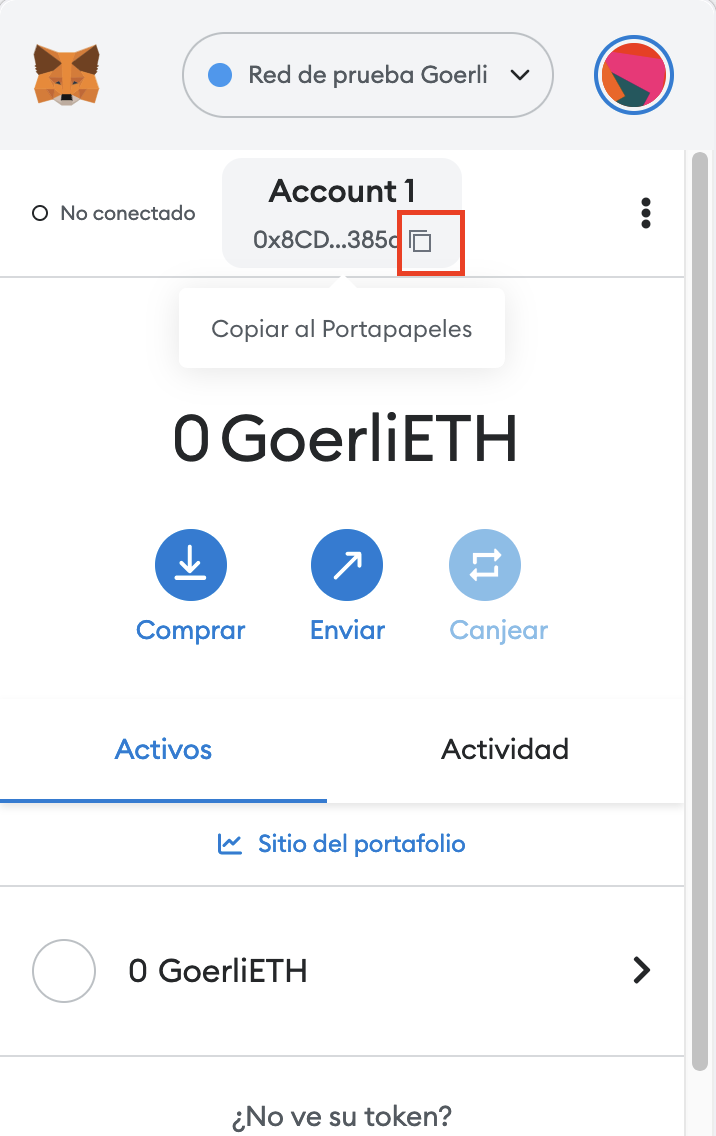 Red de prueba Goerli
Account 1
No conectado
0x8CD...385c
Copiar al Portapapeles
0 GoerliETH
Comprar
Enviar
Canjear
Activos
Actividad
Sitio del portafolio
0 GoerliETH
¿No ve su token?